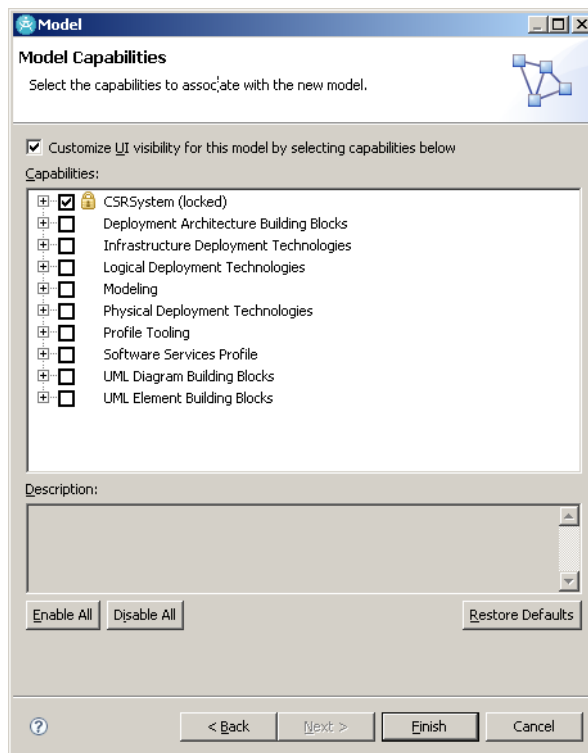 Model
Model Capabilities
Select the capabilities to associate with the new model.
Customize UI visibility for this model by selecting capabilities below
Capabilities:
CSRSystem (locked)
Deployment Architecture Building Blocks
Infrastructure Deployment Technologies
Logical Deployment Technologies
Modeling
Physical Deployment Technologies
Profile Tooling
Software Services Profile
UML Diagram Building Blocks
UML Element Building Blocks
Description:
Enable All Disable All Restore Defaults
? < Back Next > Finish Cancel